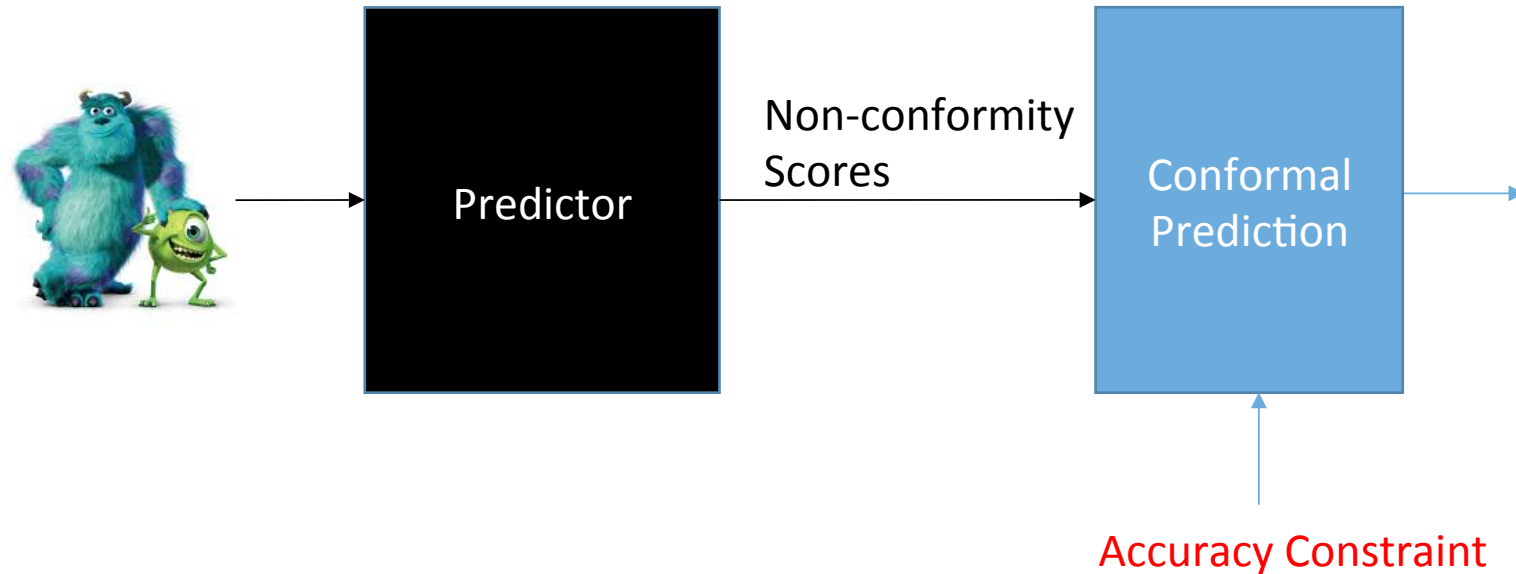 Non-conformity
Scores
Predictor
Conformal
Prediction
Accuracy Constraint